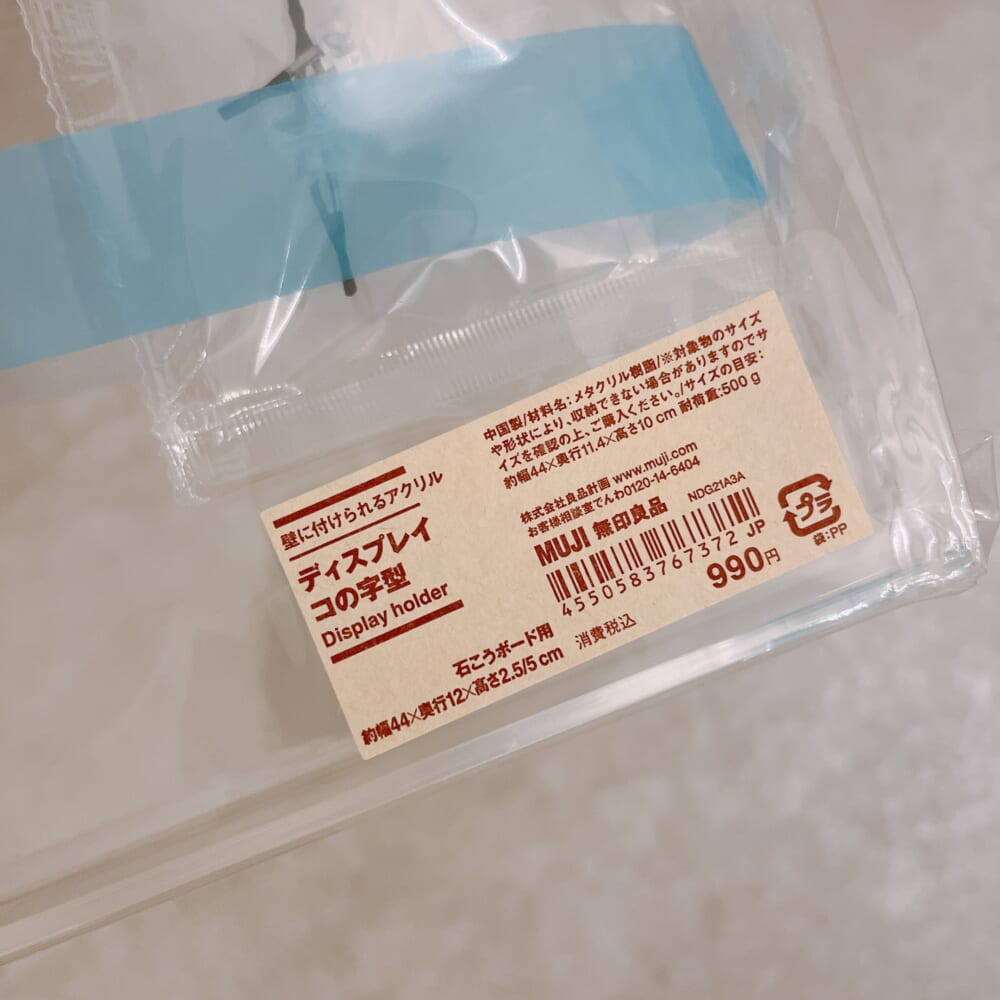 壁に付けられるアクリル
ディスプレイ
コの字型
Display holder
石こうボード用
約幅44×奥行12×高さ2.5/5cm
中国製/材料名:メタクリル樹脂/※対象物のサイズ
や形状により、収納できない場合がありますのでサ
イズを確認の上、ご購入ください。/サイズの目安:
約幅44×奥行11.4×高さ10cm 耐荷重:500g
株式会社良品計画 www.muji.com
お客様相談室でんわ0120-14-6404
MUJI 無印良品
NDG21A3A
4550583767372 JP
990円
消費税込
プラ
袋:PP